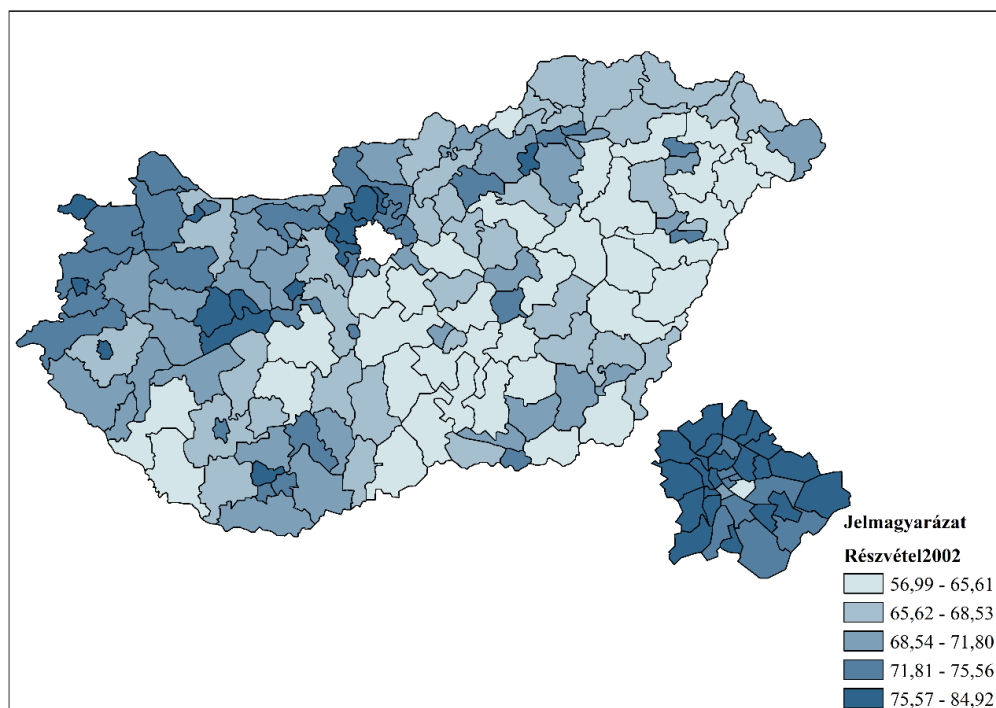 Jelmagyarázat
Részvétel2002
56,99 - 65,61
65,62 - 68,53
68,54 - 71,80
71,81 - 75,56
75,57 - 84,92